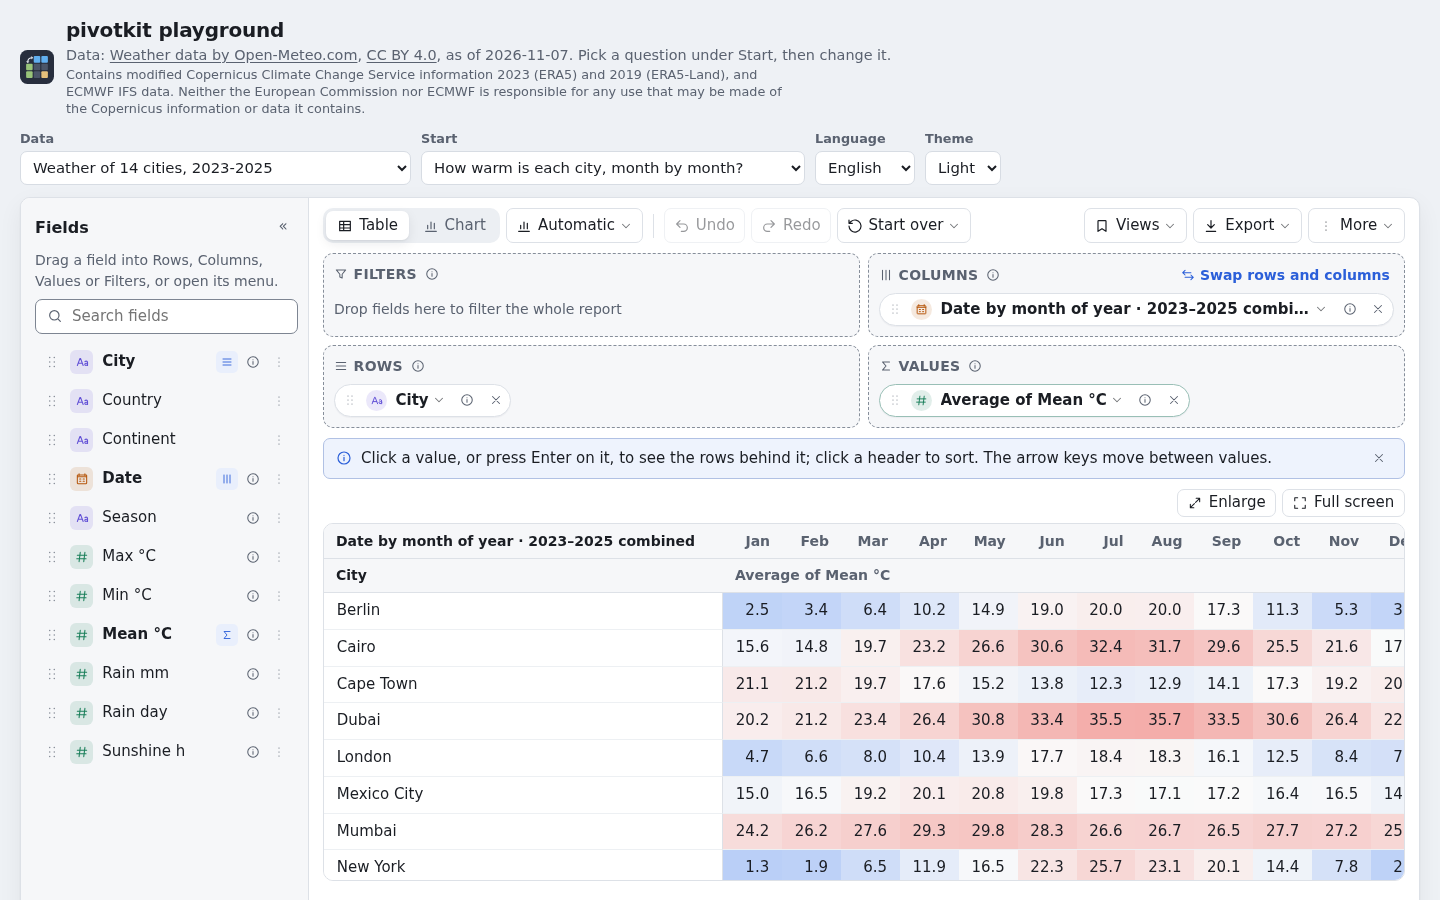 pivotkit playground
Data: Weather data by Open-Meteo.com, CC BY 4.0, as of 2026-11-07. Pick a question under Start, then change it.
Contains modified Copernicus Climate Change Service information 2023 (ERA5) and 2019 (ERA5-Land), and
ECMWF IFS data. Neither the European Commission nor ECMWF is responsible for any use that may be made of
the Copernicus information or data it contains.
Data Start Language Theme
Weather of 14 cities, 2023-2025 How warm is each city, month by month? English Light
Fields «
Drag a field into Rows, Columns,
Values or Filters, or open its menu.
Search fields
Aa City
Aa Country
Aa Continent
Date
Aa Season
# Max °C
# Min °C
# Mean °C Σ
# Rain mm
# Rain day
# Sunshine h
Table Chart Automatic Undo Redo Start over Views Export More
FILTERS
Drop fields here to filter the whole report
COLUMNS Swap rows and columns
Date by month of year · 2023–2025 combi…
ROWS
Aa City
Σ VALUES
# Average of Mean °C
Click a value, or press Enter on it, to see the rows behind it; click a header to sort. The arrow keys move between values.
Enlarge Full screen
Date by month of year · 2023–2025 combined Jan Feb Mar Apr May Jun Jul Aug Sep Oct Nov De
City Average of Mean °C
Berlin 2.5 3.4 6.4 10.2 14.9 19.0 20.0 20.0 17.3 11.3 5.3 3
Cairo 15.6 14.8 19.7 23.2 26.6 30.6 32.4 31.7 29.6 25.5 21.6 17
Cape Town 21.1 21.2 19.7 17.6 15.2 13.8 12.3 12.9 14.1 17.3 19.2 20
Dubai 20.2 21.2 23.4 26.4 30.8 33.4 35.5 35.7 33.5 30.6 26.4 22
London 4.7 6.6 8.0 10.4 13.9 17.7 18.4 18.3 16.1 12.5 8.4 7
Mexico City 15.0 16.5 19.2 20.1 20.8 19.8 17.3 17.1 17.2 16.4 16.5 14
Mumbai 24.2 26.2 27.6 29.3 29.8 28.3 26.6 26.7 26.5 27.7 27.2 25
New York 1.3 1.9 6.5 11.9 16.5 22.3 25.7 23.1 20.1 14.4 7.8 2